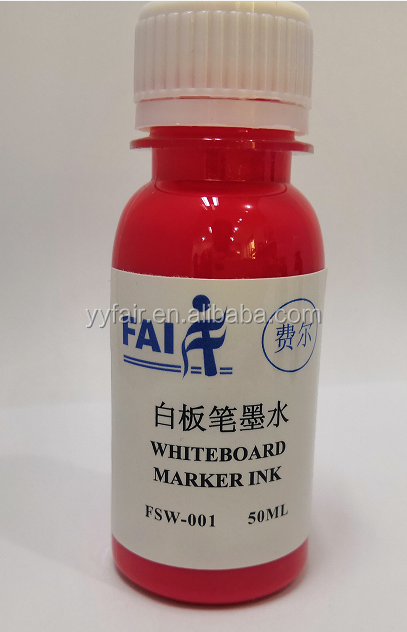 yyfair.en.alibaba.com
FAI
费尔
白板笔墨水
WHITEBOARD
MARKER INK
FSW-001 50ML